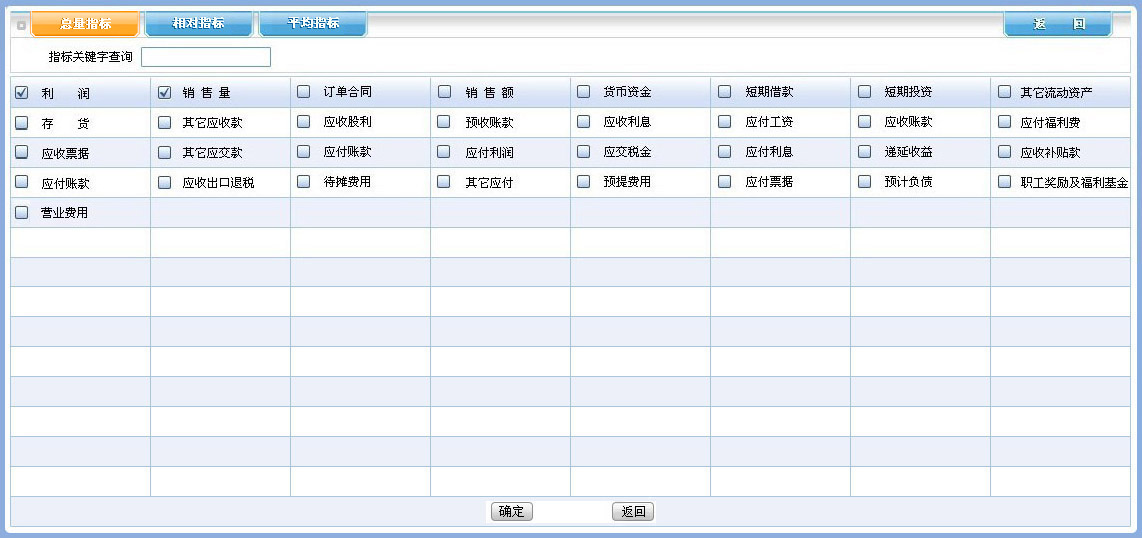 总量指标 相对指标 平均指标 返 回
指标关键字查询
利 润 销 售 量 订单合同 销 售 额 货币资金 短期借款 短期投资 其它流动资产
存 货 其它应收款 应收股利 预收账款 应收利息 应付工资 应收账款 应付福利费
应收票据 其它应交款 应付账款 应付利润 应交税金 应付利息 递延收益 应收补贴款
应付账款 应收出口退税 待摊费用 其它应付 预提费用 应付票据 预计负债 职工奖励及福利基金
营业费用
确定 返回